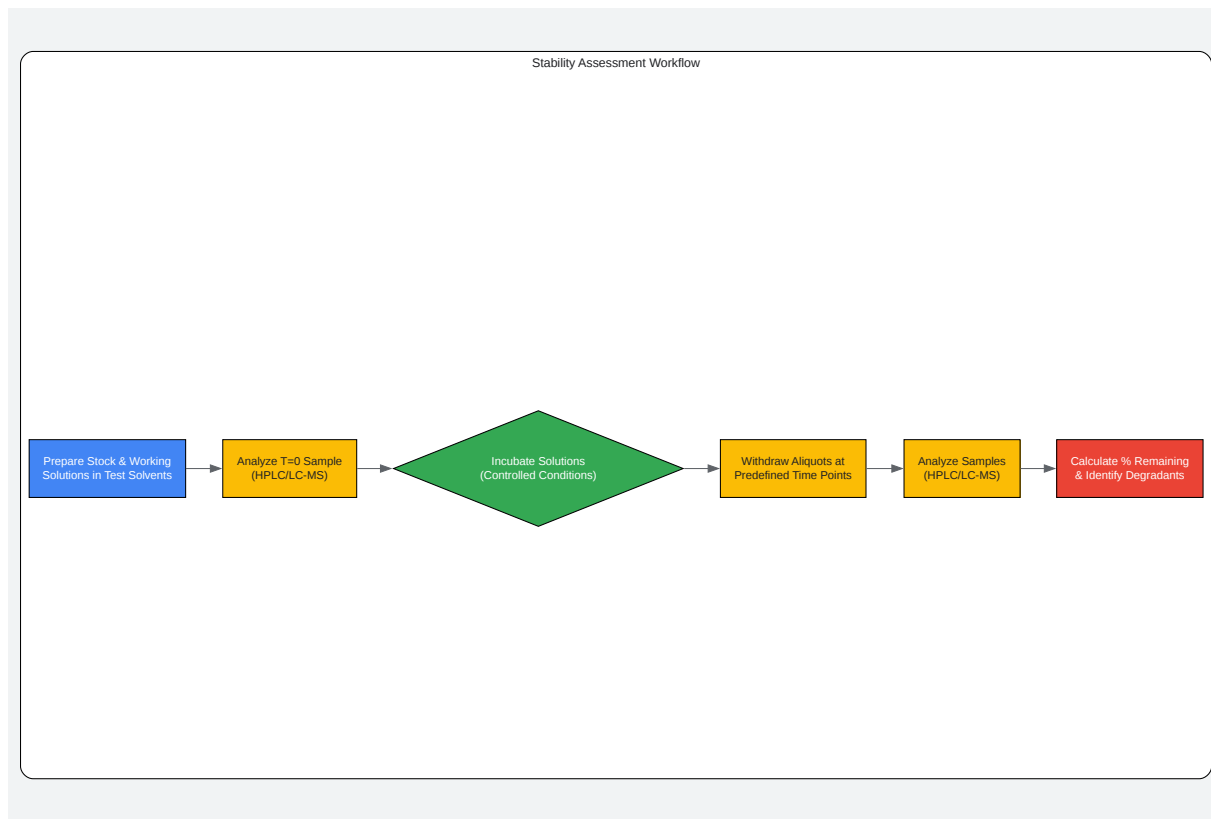 Stability Assessment Workflow
Prepare Stock & Working
Solutions in Test Solvents
Analyze T=0 Sample
(HPLC/LC-MS)
Incubate Solutions
(Controlled Conditions)
Withdraw Aliquots at
Predefined Time Points
Analyze Samples
(HPLC/LC-MS)
Calculate % Remaining
& Identify Degradants